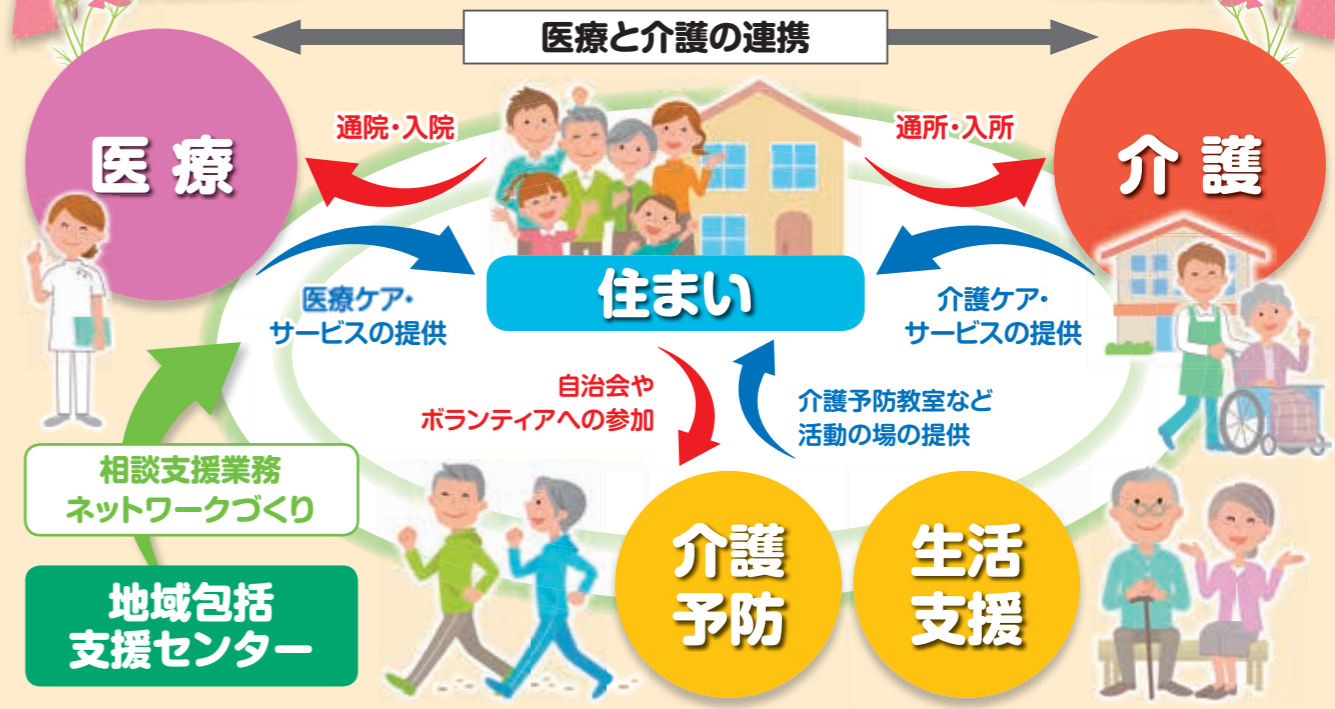 医療と介護の連携
医療
通院・入院
通所・入所
介護
住まい
医療ケア・
サービスの提供
介護ケア・
サービスの提供
自治会や
ボランティアへの参加
介護予防教室など
活動の場の提供
相談支援業務
ネットワークづくり
地域包括
支援センター
介護
予防
生活
支援